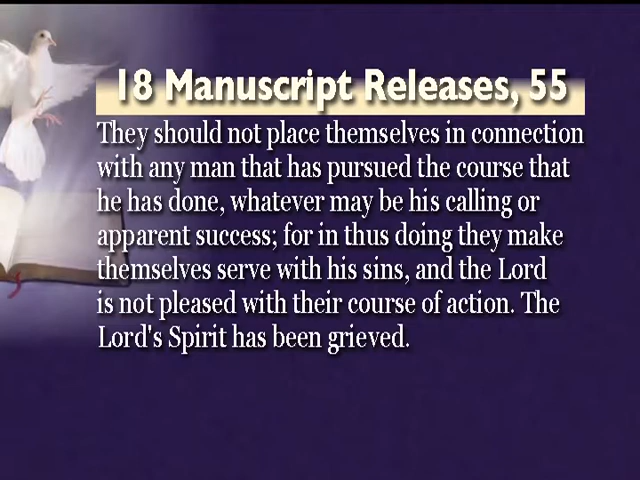 18 Manuscript Releases, 55
They should not place themselves in connection
with any man that has pursued the course that
he has done, whatever may be his calling or
apparent success; for in thus doing they make
themselves serve with his sins, and the Lord
is not pleased with their course of action. The
Lord's Spirit has been grieved.